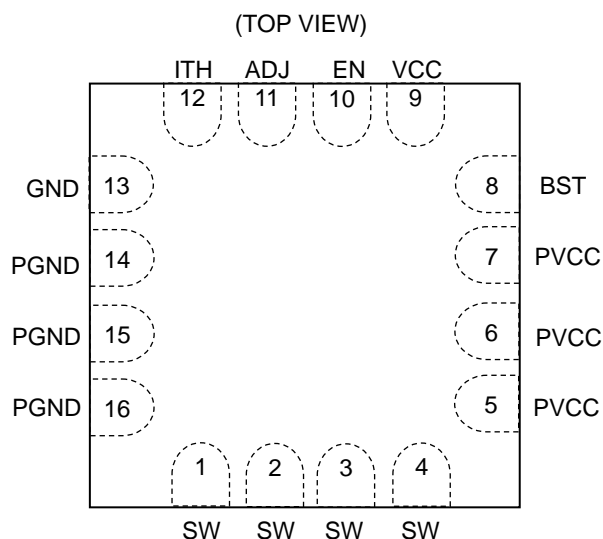 (TOP VIEW)
ITH ADJ EN VCC
12 11 10 9
GND 13 8 BST
PGND 14 7 PVCC
PGND 15 6 PVCC
PGND 16 5 PVCC
1 2 3 4
SW SW SW SW